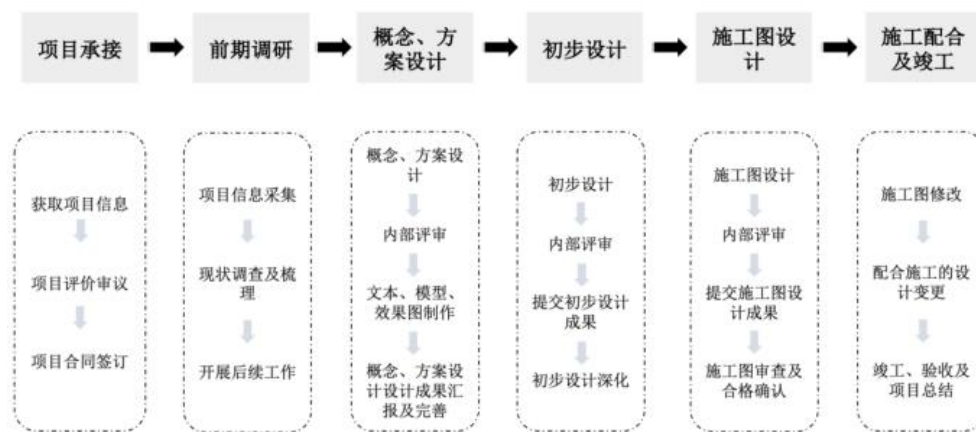 项目承接
前期调研
概念、方
案设计
初步设计
施工图设
计
施工配合
及竣工
获取项目信息
项目评价审议
项目合同签订
项目信息采集
现状调查及梳
理
开展后续工作
概念、方案设
计
内部评审
文本、模型、
效果图制作
概念、方案设
计设计成果汇
报及完善
初步设计
内部评审
提交初步设计
成果
初步设计深化
施工图设计
内部评审
提交施工图设
计成果
施工图审查及
合格确认
施工图修改
配合施工的设
计变更
竣工、验收及
项目总结